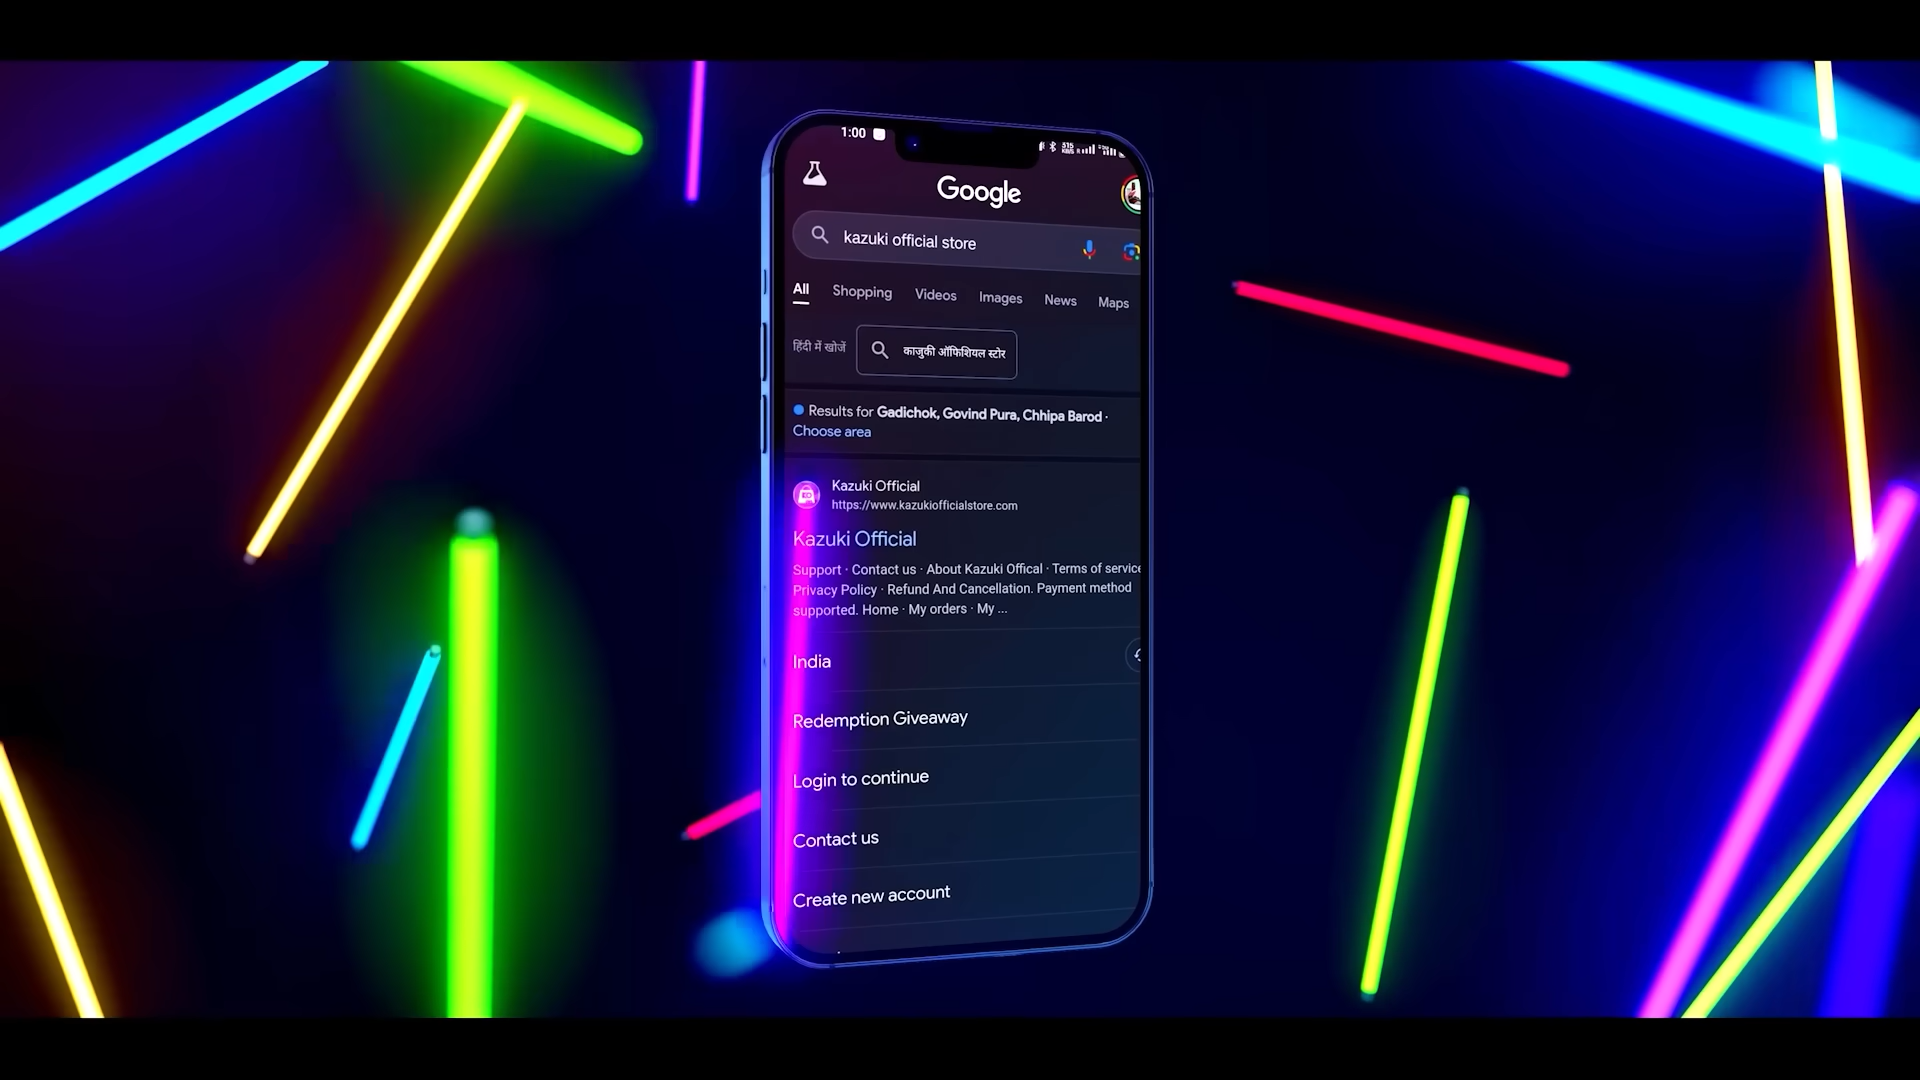 1:00
315
KB/S
Google
kazuki official store
All Shopping Videos Images News Maps
हिंदी में खोजें काजुकी ऑफिशियल स्टोर
Results for Gadichok, Govind Pura, Chhipa Barod ·
Choose area
Kazuki Official
https://www.kazukiofficialstore.com
Kazuki Official
Support · Contact us · About Kazuki Offical · Terms of service
Privacy Policy · Refund And Cancellation. Payment method
supported. Home · My orders · My ...
India
Redemption Giveaway
Login to continue
Contact us
Create new account